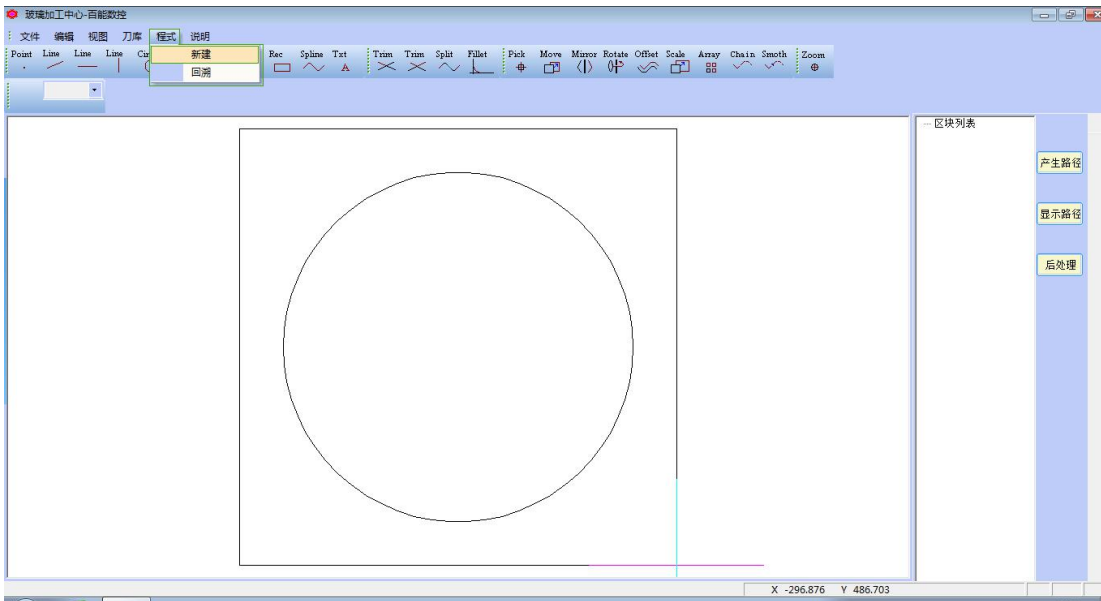 玻璃加工中心-百能数控
文件 编辑 视图 刀库 程式 说明
Point Line Line Line Rec Spline Txt Trim Trim Split Fillet Pick Move Mirror Rotate Offset Scale Array Chain Smoth Zoom
A
新建
回溯
区块列表
产生路径
显示路径
后处理
X -296.876 Y 486.703